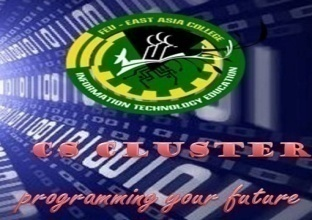 FEU - EAST ASIA COLLEGE
INFORMATION TECHNOLOGY EDUCATION
CS CLUSTER
programming your future